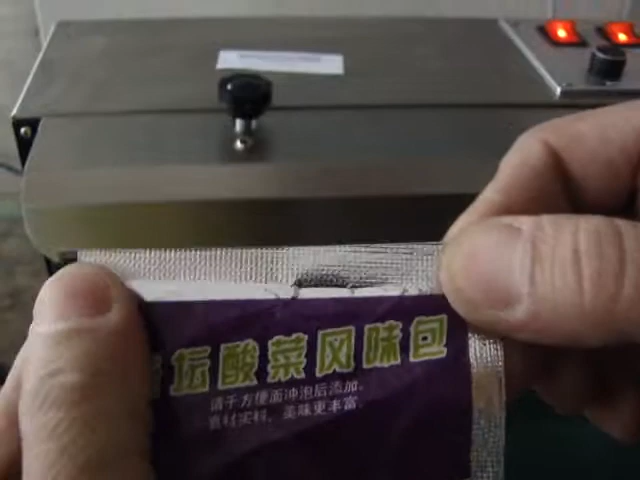 坛酸菜风味包
请于方便面冲泡后添加。
食材实料，美味更丰富。